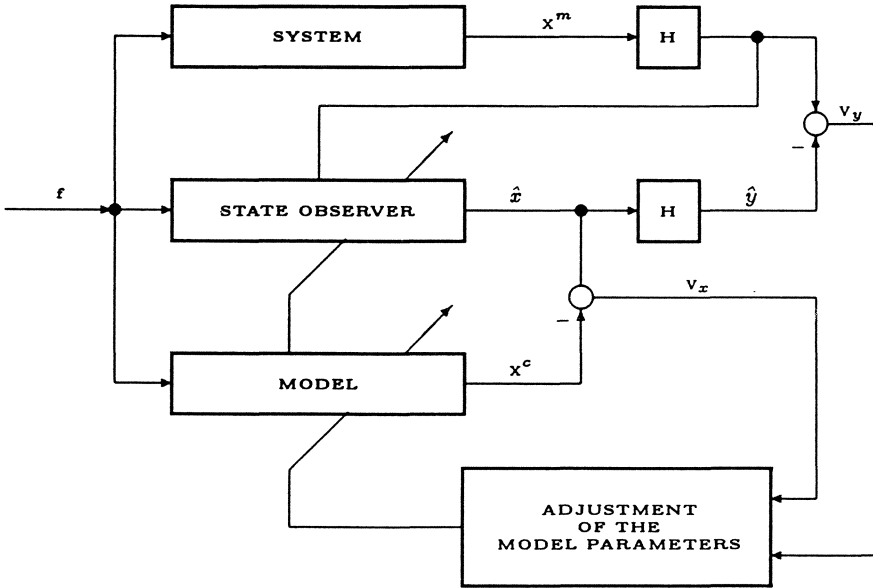 SYSTEM
x^m
H
v_y
−
f
STATE OBSERVER
x̂
H
ŷ
v_x
−
MODEL
x^c
ADJUSTMENT
OF THE
MODEL PARAMETERS